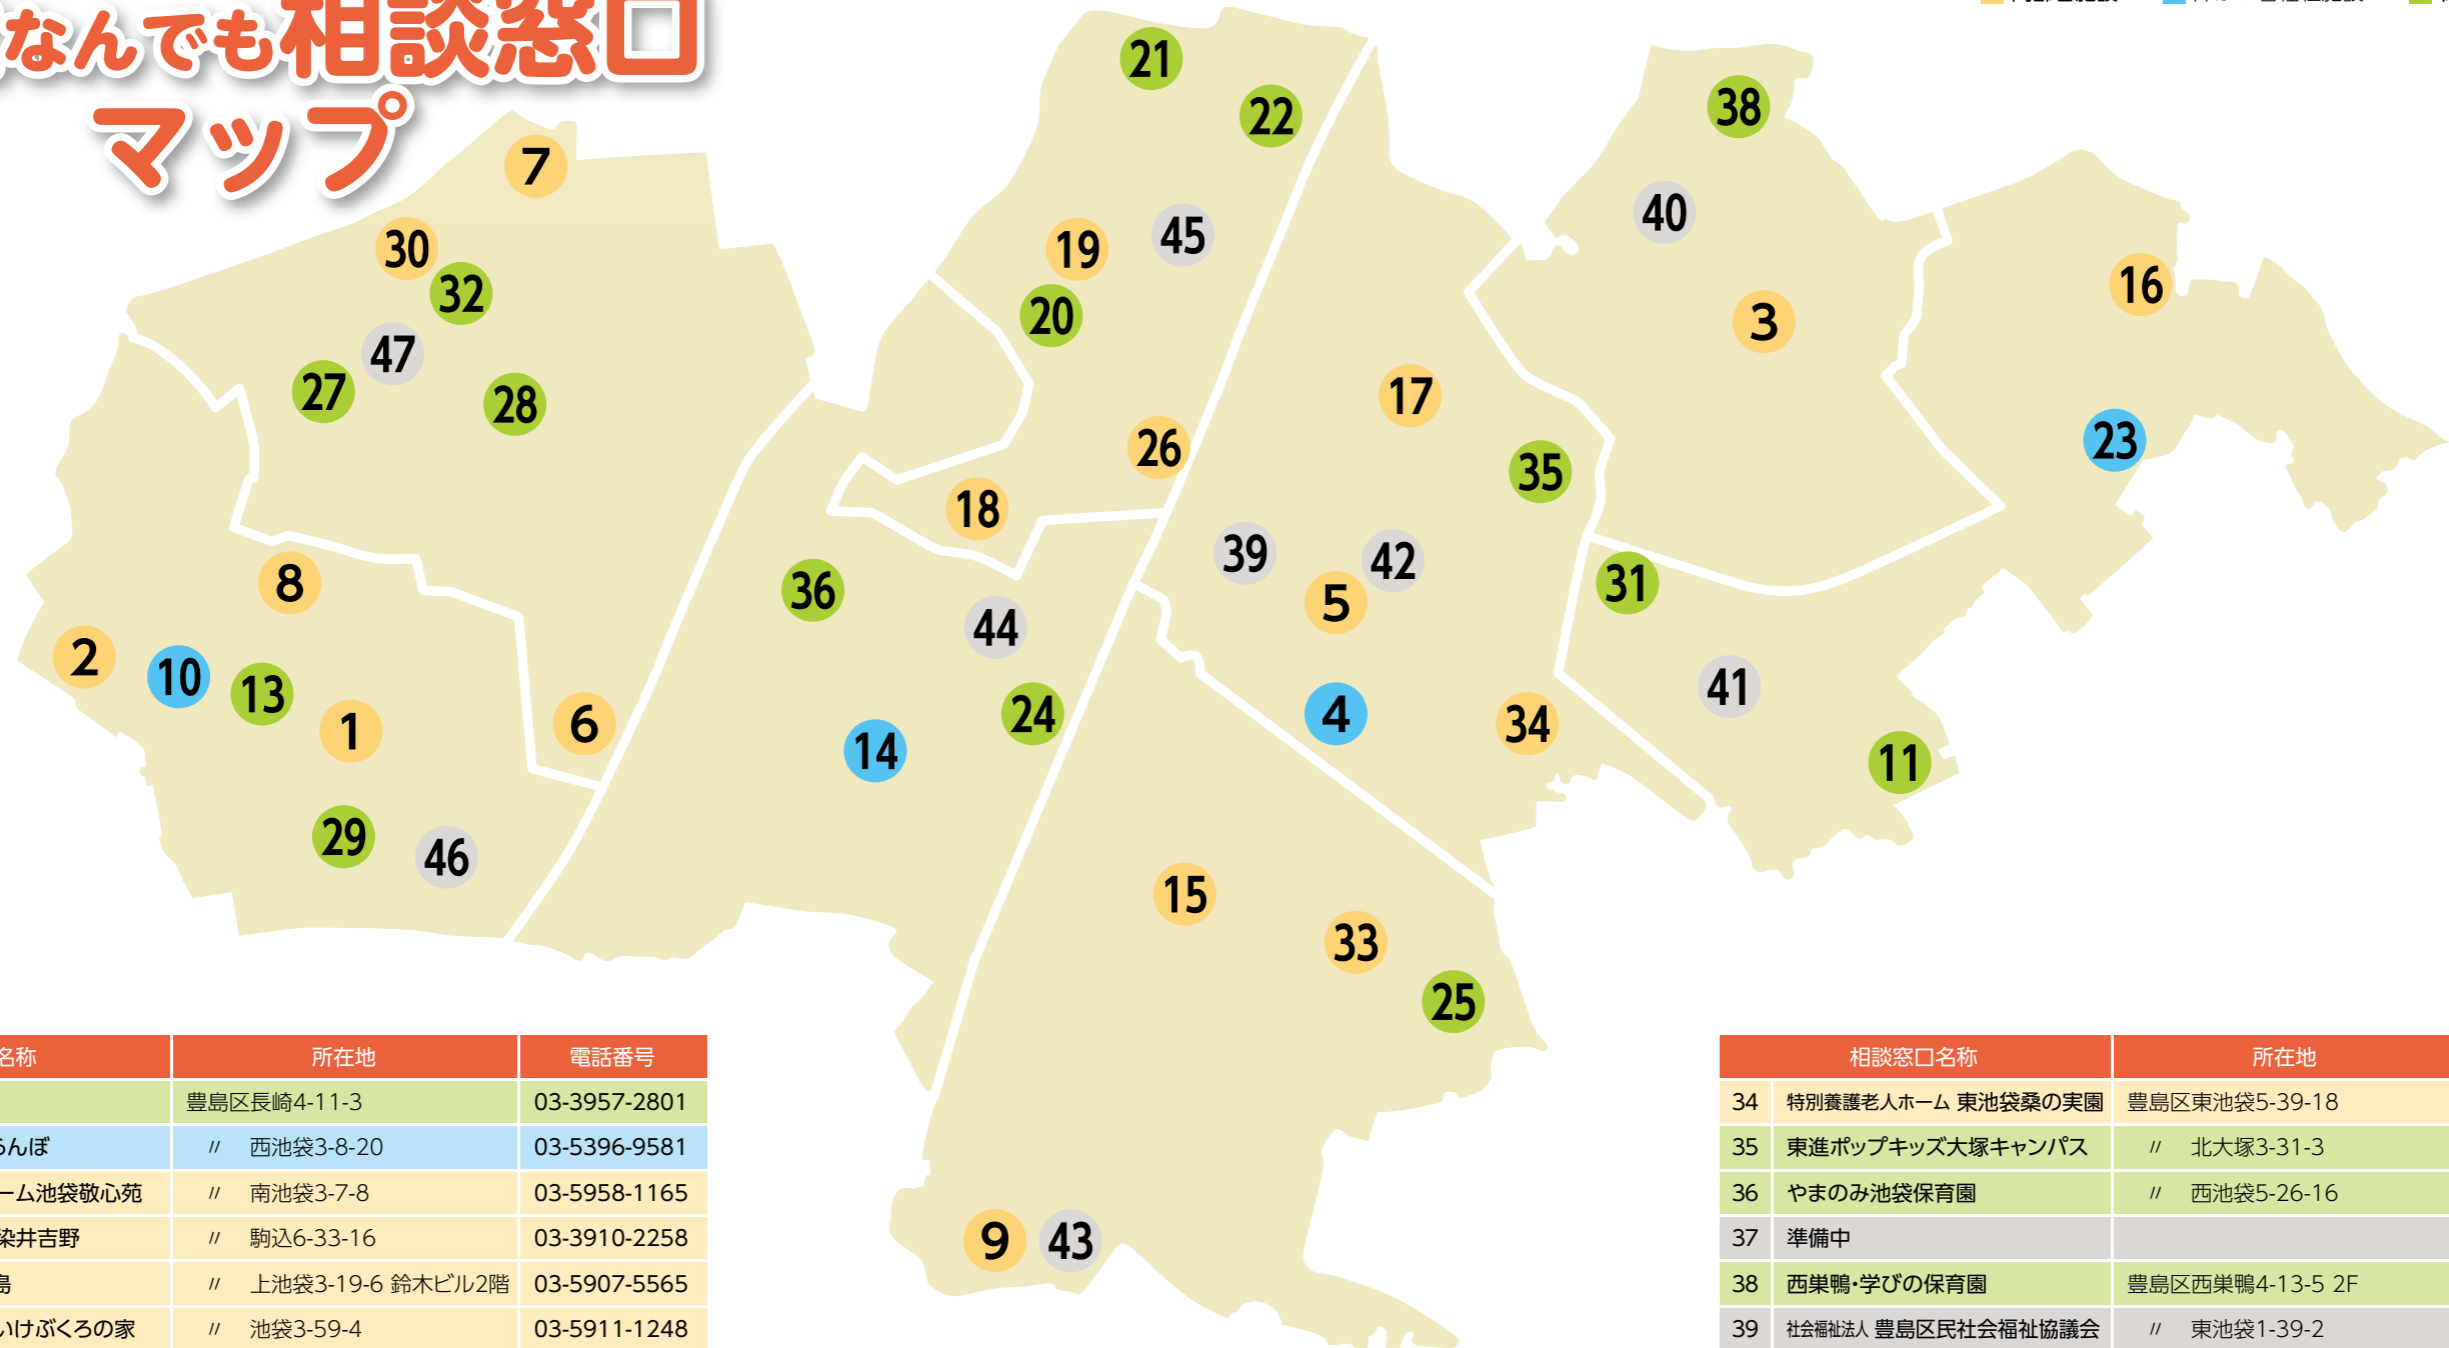 なんでも相談窓口
マップ
21
22
38
7
40
30
19
45
16
32
20
3
47
27
28
17
23
26
35
18
39
42
8
36
31
5
44
2
10
13
41
1
6
24
4
34
14
11
29
46
15
33
25
9
43
名称 所在地 電話番号
豊島区長崎4-11-3 03-3957-2801
んぼ 〃 西池袋3-8-20 03-5396-9581
ーム池袋敬心苑 〃 南池袋3-7-8 03-5958-1165
染井吉野 〃 駒込6-33-16 03-3910-2258
島 〃 上池袋3-19-6 鈴木ビル2階 03-5907-5565
いけぶくろの家 〃 池袋3-59-4 03-5911-1248
相談窓口名称 所在地
34 特別養護老人ホーム 東池袋桑の実園 豊島区東池袋5-39-18
35 東進ポップキッズ大塚キャンパス 〃 北大塚3-31-3
36 やまのみ池袋保育園 〃 西池袋5-26-16
37 準備中
38 西巣鴨・学びの保育園 豊島区西巣鴨4-13-5 2F
39 社会福祉法人 豊島区民社会福祉協議会 〃 東池袋1-39-2